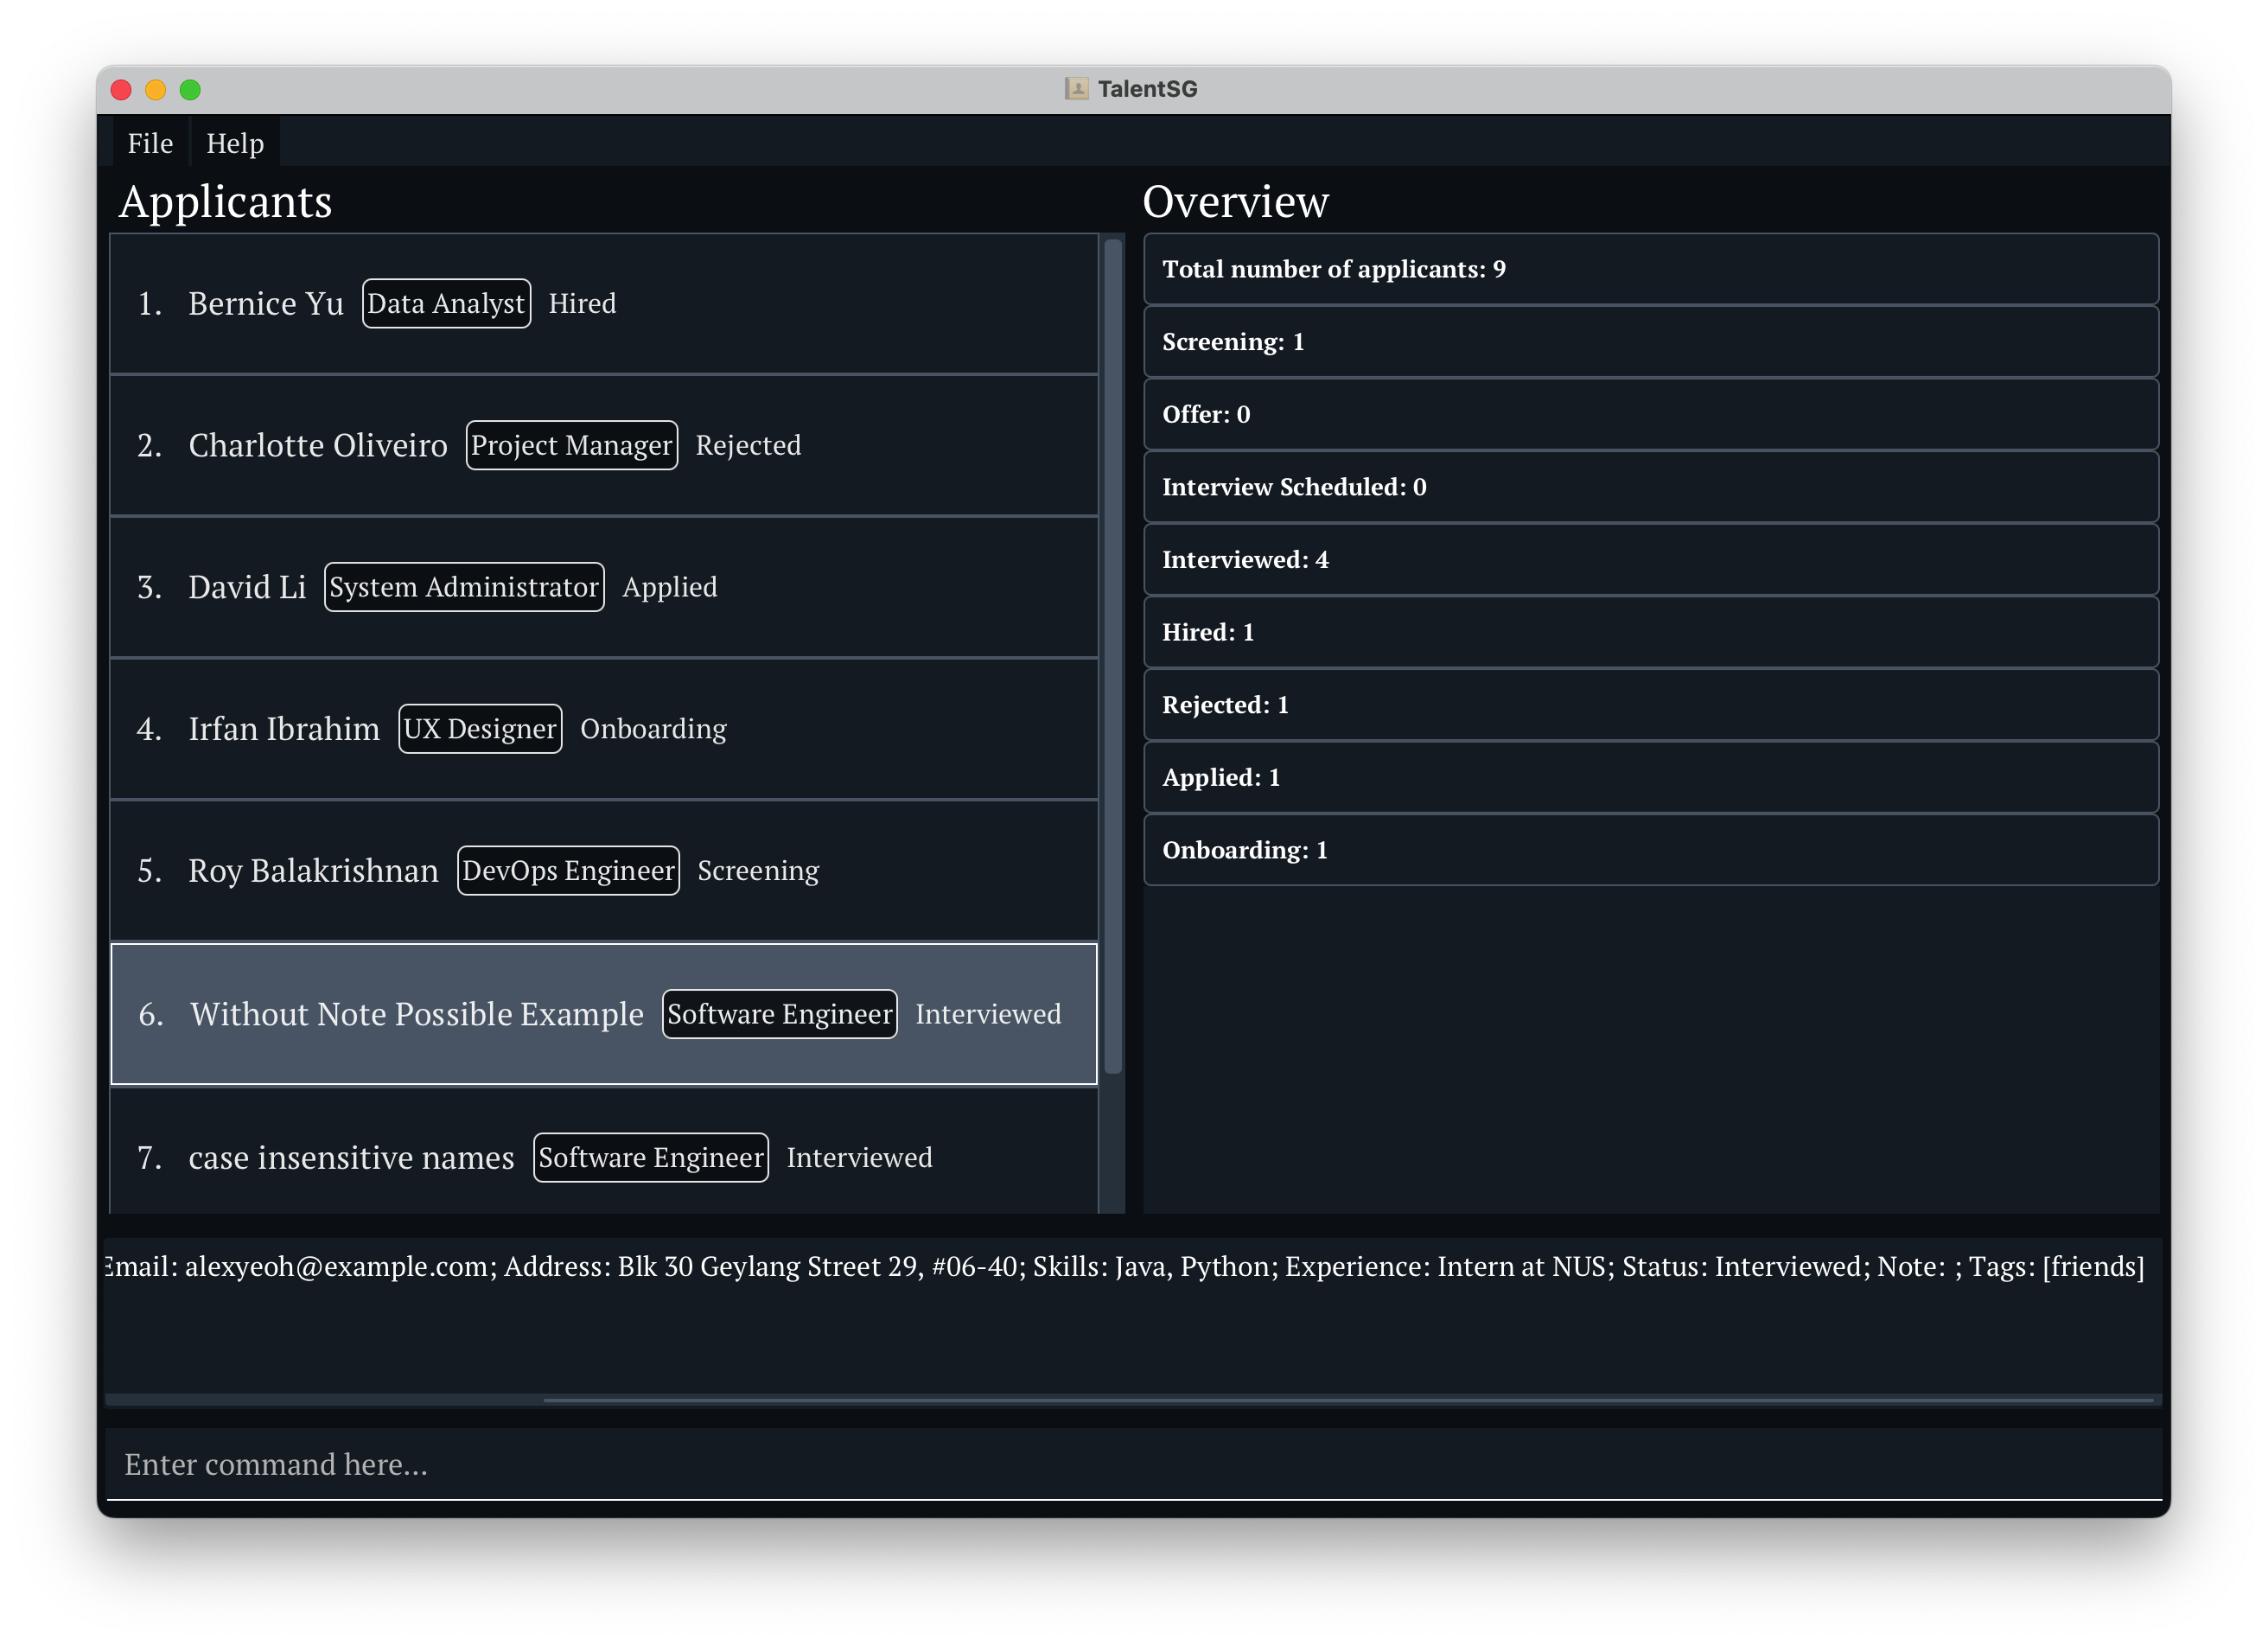 TalentSG
File Help
Applicants
1. Bernice Yu Data Analyst Hired
2. Charlotte Oliveiro Project Manager Rejected
3. David Li System Administrator Applied
4. Irfan Ibrahim UX Designer Onboarding
5. Roy Balakrishnan DevOps Engineer Screening
6. Without Note Possible Example Software Engineer Interviewed
7. case insensitive names Software Engineer Interviewed
Overview
Total number of applicants: 9
Screening: 1
Offer: 0
Interview Scheduled: 0
Interviewed: 4
Hired: 1
Rejected: 1
Applied: 1
Onboarding: 1
Email: alexyeoh@example.com; Address: Blk 30 Geylang Street 29, #06-40; Skills: Java, Python; Experience: Intern at NUS; Status: Interviewed; Note: ; Tags: [friends]
Enter command here...